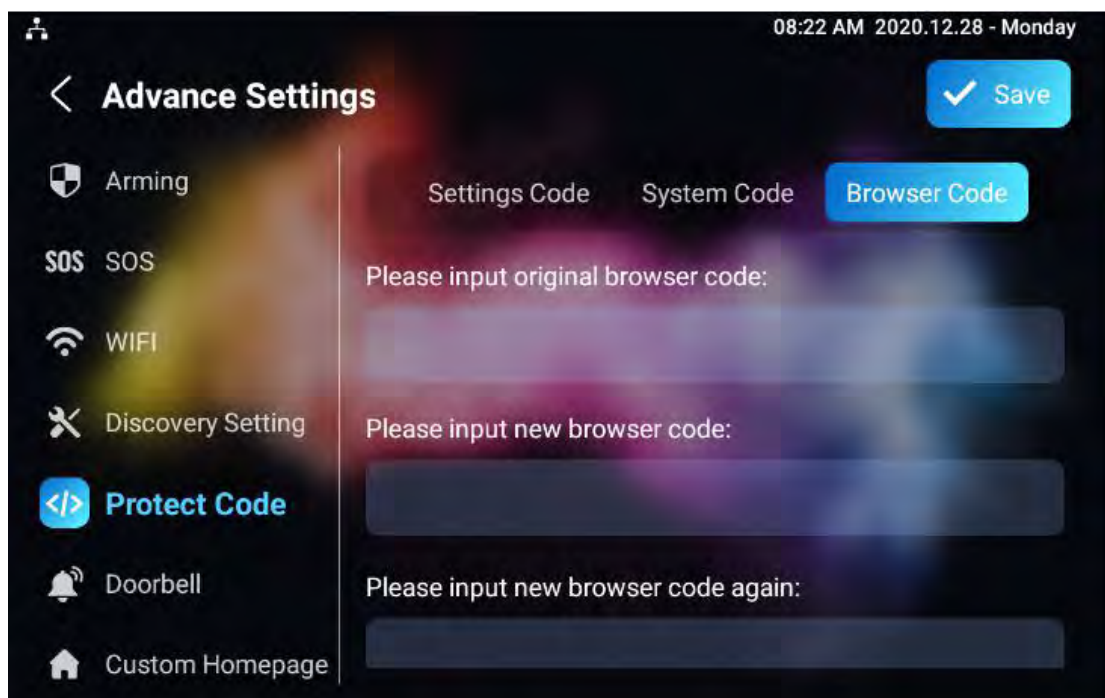 08:22 AM 2020.12.28 - Monday
Advance Settings
Save
Arming
SOS SOS
WIFI
Discovery Setting
Protect Code
Doorbell
Custom Homepage
Settings Code
System Code
Browser Code
Please input original browser code:
Please input new browser code:
Please input new browser code again: